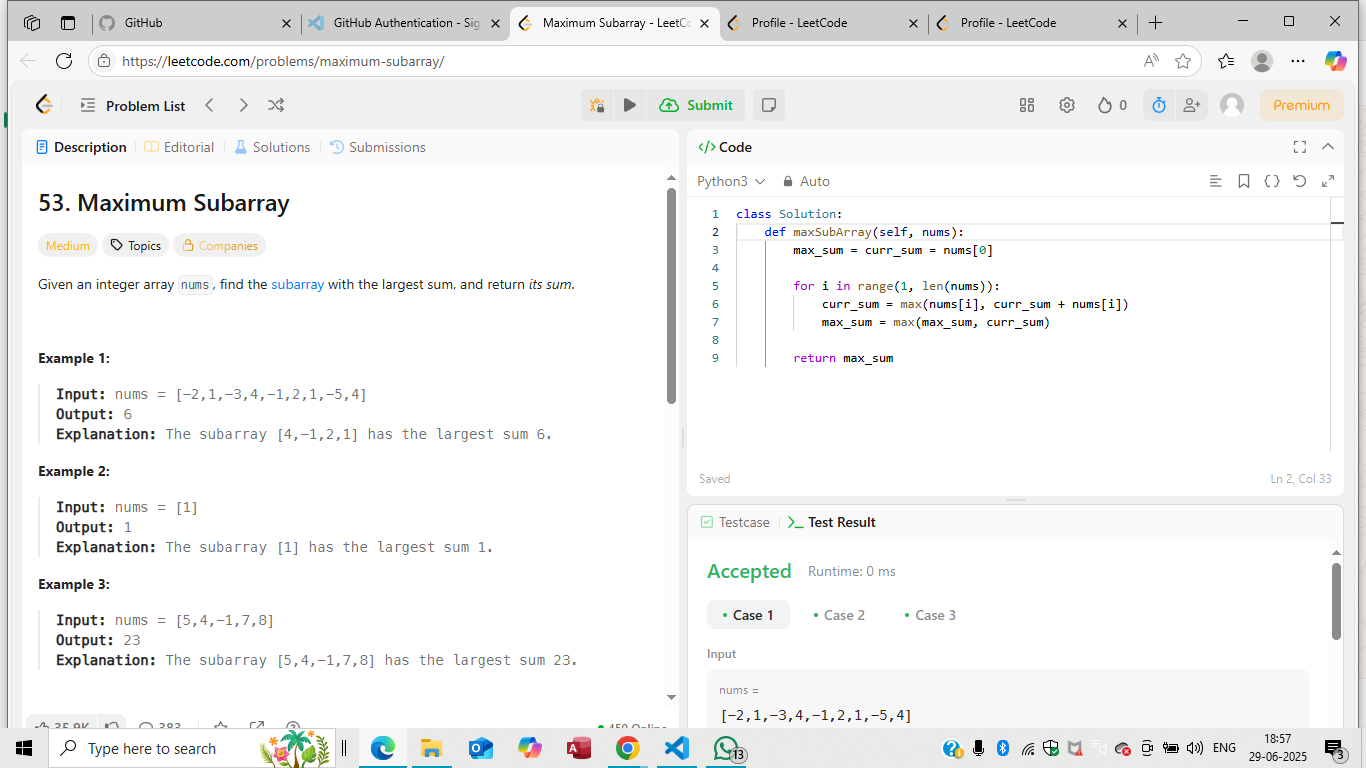 GitHub
GitHub Authentication - Sig
Maximum Subarray - LeetCo
Profile - LeetCode
Profile - LeetCode
https://leetcode.com/problems/maximum-subarray/
Problem List
Submit
0
Premium
Description
Editorial
Solutions
Submissions
53. Maximum Subarray
Medium
Topics
Companies
Given an integer array nums, find the subarray with the largest sum, and return its sum.
Example 1:
Input: nums = [-2,1,-3,4,-1,2,1,-5,4]
Output: 6
Explanation: The subarray [4,-1,2,1] has the largest sum 6.
Example 2:
Input: nums = [1]
Output: 1
Explanation: The subarray [1] has the largest sum 1.
Example 3:
Input: nums = [5,4,-1,7,8]
Output: 23
Explanation: The subarray [5,4,-1,7,8] has the largest sum 23.
35.9K
383
450 Online
</> Code
Python3
Auto
1 class Solution:
2 def maxSubArray(self, nums):
3 max_sum = curr_sum = nums[0]
4
5 for i in range(1, len(nums)):
6 curr_sum = max(nums[i], curr_sum + nums[i])
7 max_sum = max(max_sum, curr_sum)
8
9 return max_sum
Saved
Ln 2, Col 33
Testcase
Test Result
Accepted
Runtime: 0 ms
Case 1
Case 2
Case 3
Input
nums =
[-2,1,-3,4,-1,2,1,-5,4]
Type here to search
13
ENG
18:57
29-06-2025
3